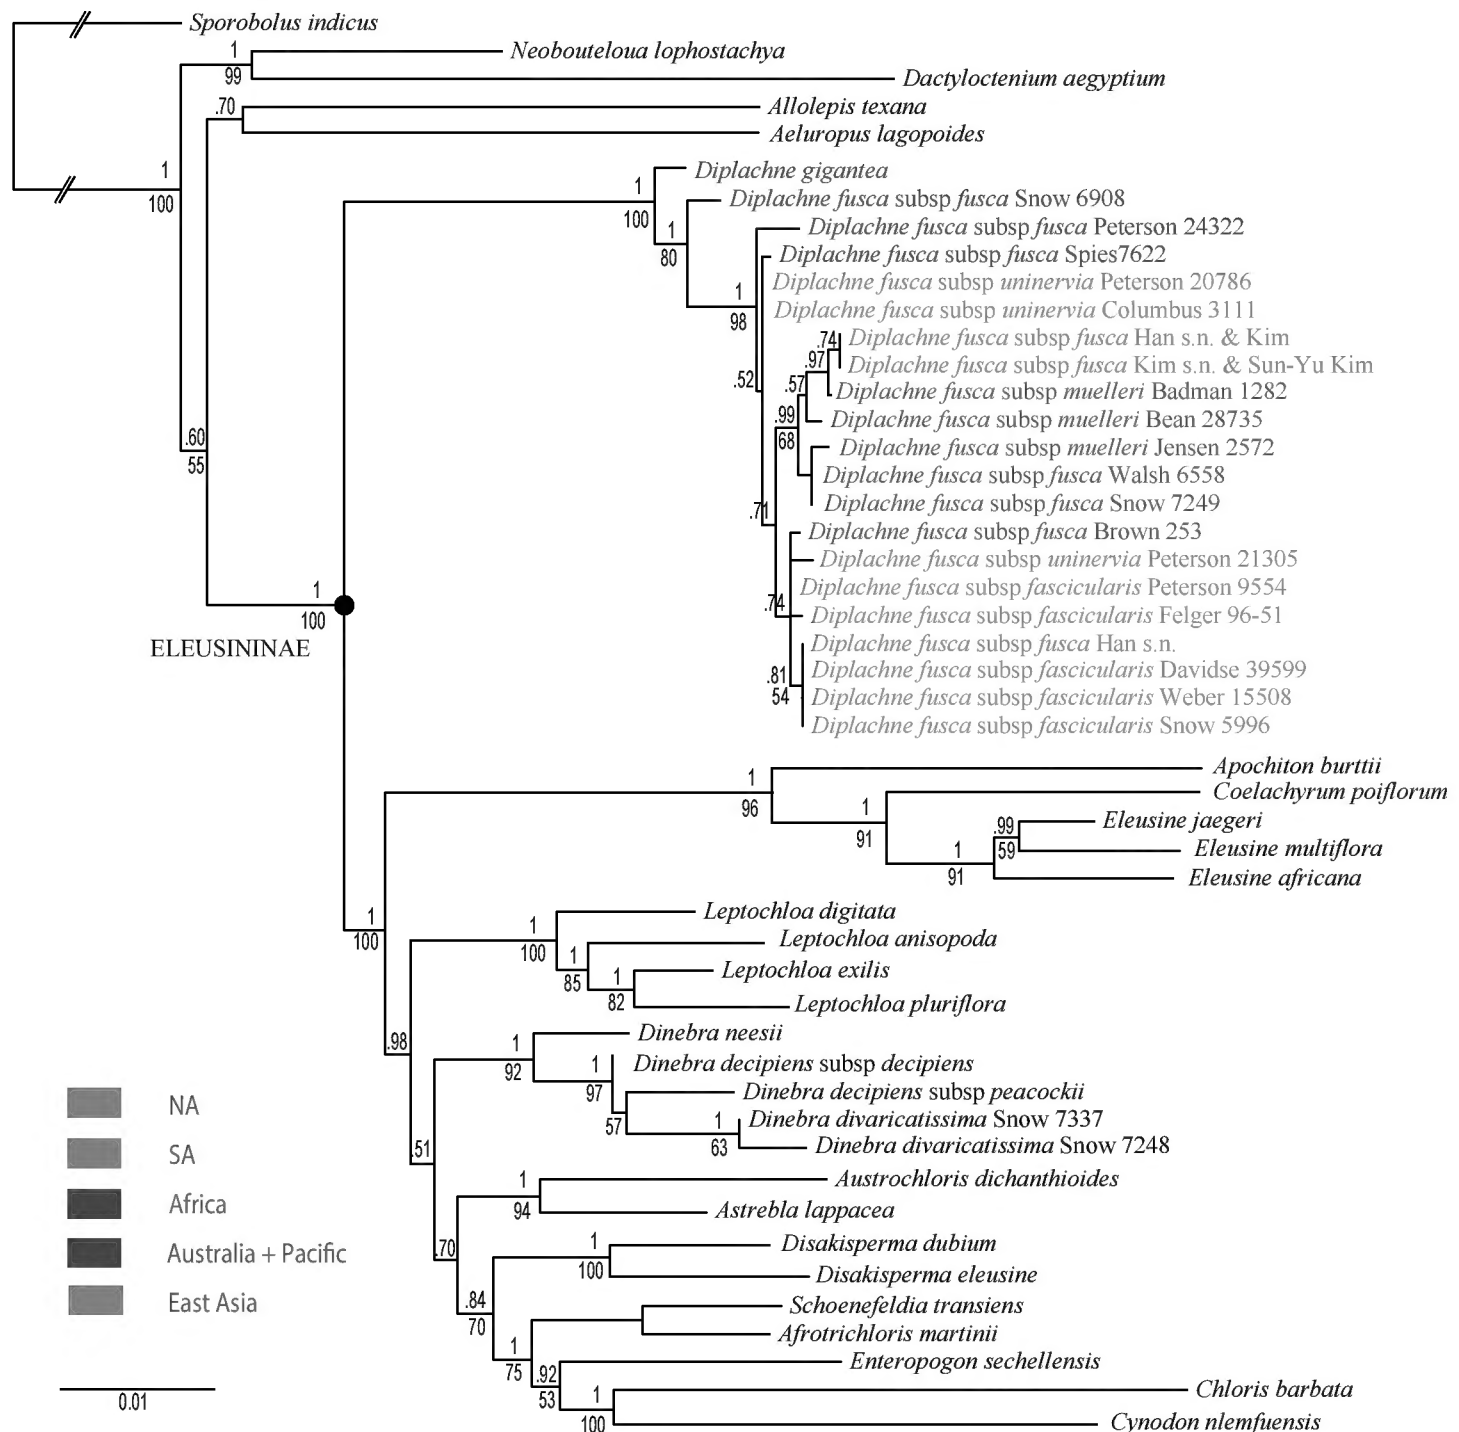 Sporobolus indicus
1
99
Neobouteloua lophostachya
Dactyloctenium aegyptium
.70
Allolepis texana
Aeluropus lagopoides
1
100
Diplachne gigantea
1
100
Diplachne fusca subsp fusca Snow 6908
1
80
Diplachne fusca subsp fusca Peterson 24322
Diplachne fusca subsp fusca Spies7622
Diplachne fusca subsp uninervia Peterson 20786
1
98
Diplachne fusca subsp uninervia Columbus 3111
.74
Diplachne fusca subsp fusca Han s.n. & Kim
.97
Diplachne fusca subsp fusca Kim s.n. & Sun-Yu Kim
.52
.57
Diplachne fusca subsp muelleri Badman 1282
.99
68
Diplachne fusca subsp muelleri Bean 28735
.60
55
Diplachne fusca subsp muelleri Jensen 2572
Diplachne fusca subsp fusca Walsh 6558
Diplachne fusca subsp fusca Snow 7249
.71
Diplachne fusca subsp fusca Brown 253
Diplachne fusca subsp uninervia Peterson 21305
Diplachne fusca subsp fascicularis Peterson 9554
1
100
.74
Diplachne fusca subsp fascicularis Felger 96-51
ELEUSININAE
Diplachne fusca subsp fusca Han s.n.
.81
54
Diplachne fusca subsp fascicularis Davidse 39599
Diplachne fusca subsp fascicularis Weber 15508
Diplachne fusca subsp fascicularis Snow 5996
1
96
Apochiton burttii
Coelachyrum poiflorum
1
91
Eleusine jaegeri
.99
59
Eleusine multiflora
1
91
Eleusine africana
1
100
Leptochloa digitata
1
100
Leptochloa anisopoda
1
85
Leptochloa exilis
1
82
Leptochloa pluriflora
.98
Dinebra neesii
1
92
Dinebra decipiens subsp decipiens
1
97
Dinebra decipiens subsp peacockii
57
Dinebra divaricatissima Snow 7337
1
63
Dinebra divaricatissima Snow 7248
.51
Austrochloris dichanthioides
1
94
Astrebla lappacea
.70
Disakisperma dubium
1
100
Disakisperma eleusine
.84
70
Schoenefeldia transiens
Afrotrichloris martinii
1
75
Enteropogon sechellensis
.92
53
Chloris barbata
1
100
Cynodon nlemfuensis
NA
SA
Africa
Australia + Pacific
East Asia
0.01